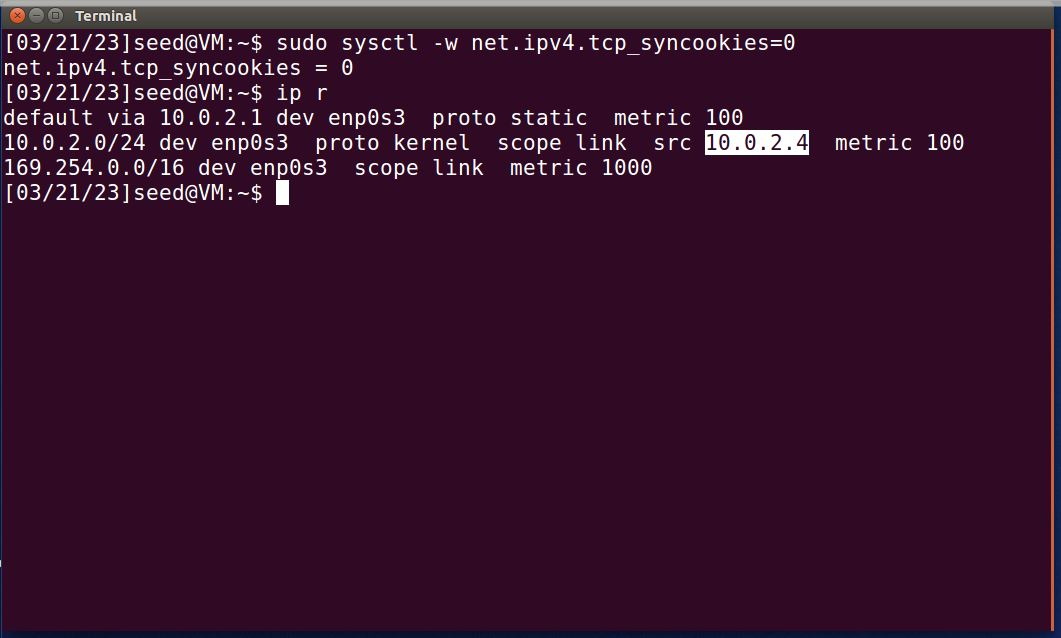 Terminal
[03/21/23]seed@VM:~$ sudo sysctl -w net.ipv4.tcp_syncookies=0
net.ipv4.tcp_syncookies = 0
[03/21/23]seed@VM:~$ ip r
default via 10.0.2.1 dev enp0s3  proto static  metric 100
10.0.2.0/24 dev enp0s3  proto kernel  scope link  src 10.0.2.4  metric 100
169.254.0.0/16 dev enp0s3  scope link  metric 1000
[03/21/23]seed@VM:~$